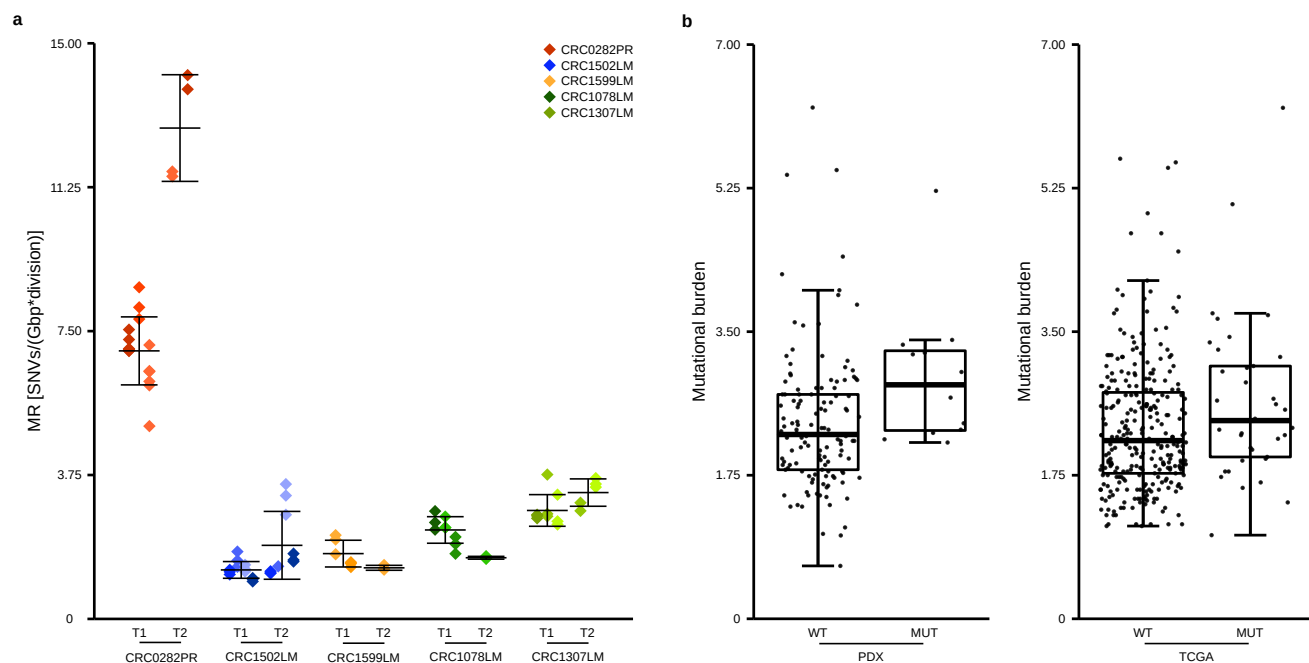 a
MR [SNVs/(Gbp*division)]
15.00
11.25
7.50
3.75
0
CRC0282PR
CRC1502LM
CRC1599LM
CRC1078LM
CRC1307LM
T1 T2 T1 T2 T1 T2 T1 T2 T1 T2
CRC0282PR CRC1502LM CRC1599LM CRC1078LM CRC1307LM
b
Mutational burden
7.00
5.25
3.50
1.75
0
WT MUT
PDX
Mutational burden
7.00
5.25
3.50
1.75
0
WT MUT
TCGA